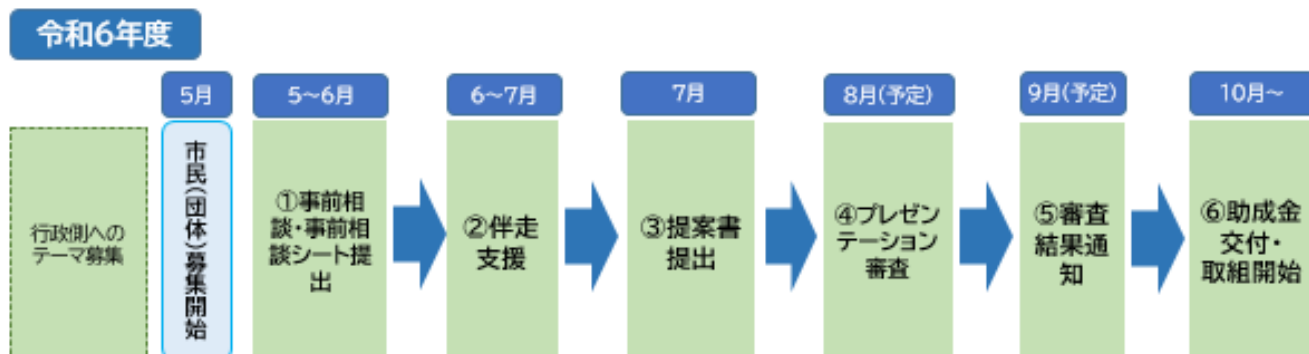 令和6年度
5月
5～6月
6～7月
7月
8月(予定)
9月(予定)
10月～
行政側への
テーマ募集
市民(団体)募集開始
①事前相
談・事前相
談シート提
出
②伴走
支援
③提案書
提出
④プレゼン
テーション
審査
⑤審査
結果通
知
⑥助成金
交付・
取組開始